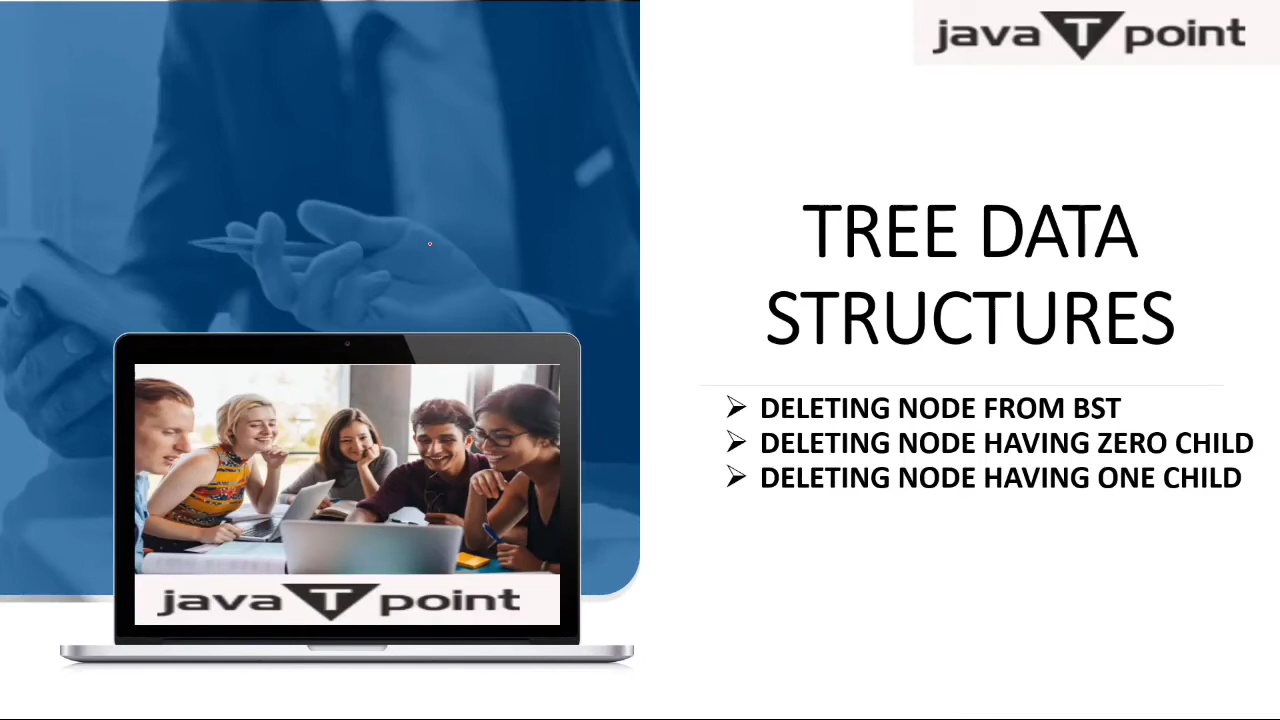 java T point
TREE DATA
STRUCTURES
➢ DELETING NODE FROM BST
➢ DELETING NODE HAVING ZERO CHILD
➢ DELETING NODE HAVING ONE CHILD
java T point